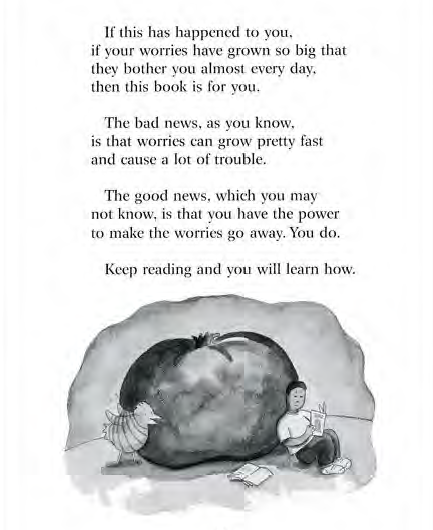 If this has happened to you,
if your worries have grown so big that
they bother you almost every day,
then this book is for you.
The bad news, as you know,
is that worries can grow pretty fast
and cause a lot of trouble.
The good news, which you may
not know, is that you have the power
to make the worries go away. You do.
Keep reading and you will learn how.